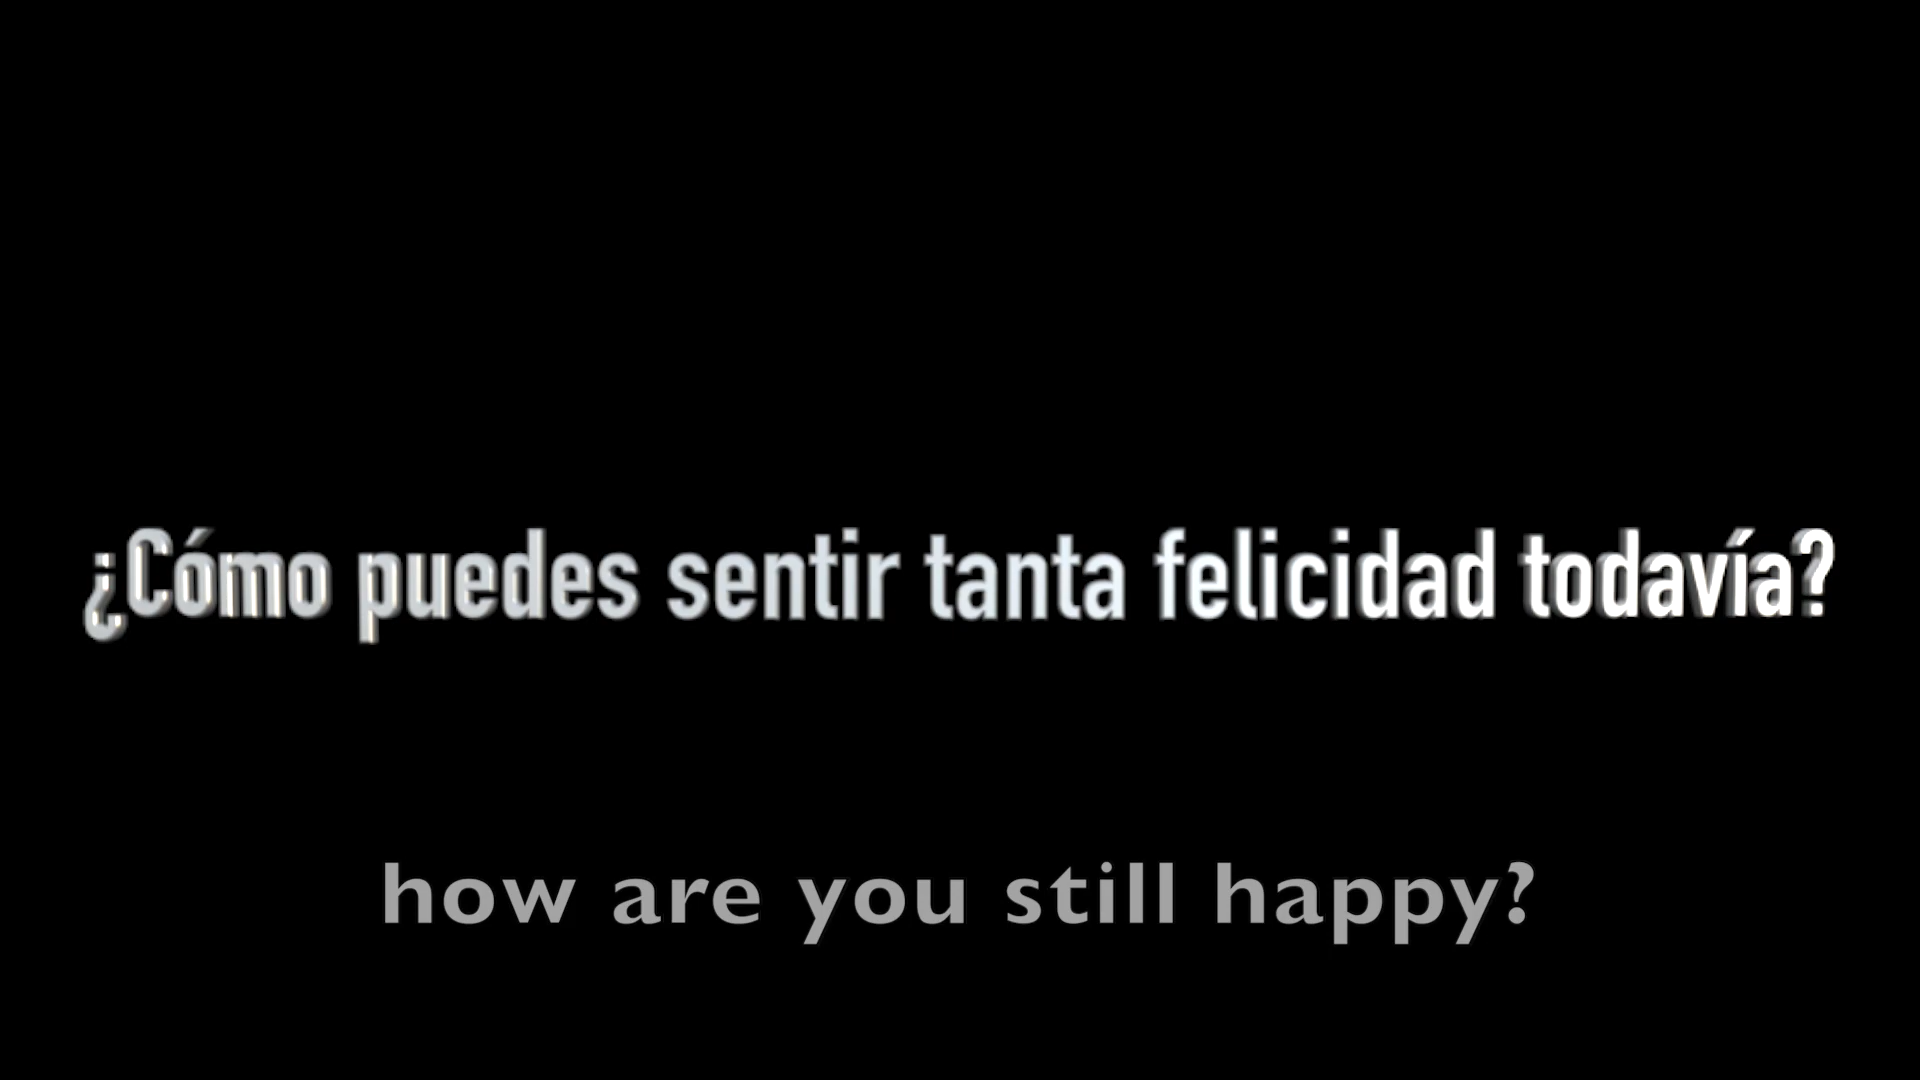 ¿Cómo puedes sentir tanta felicidad todavía?
how are you still happy?